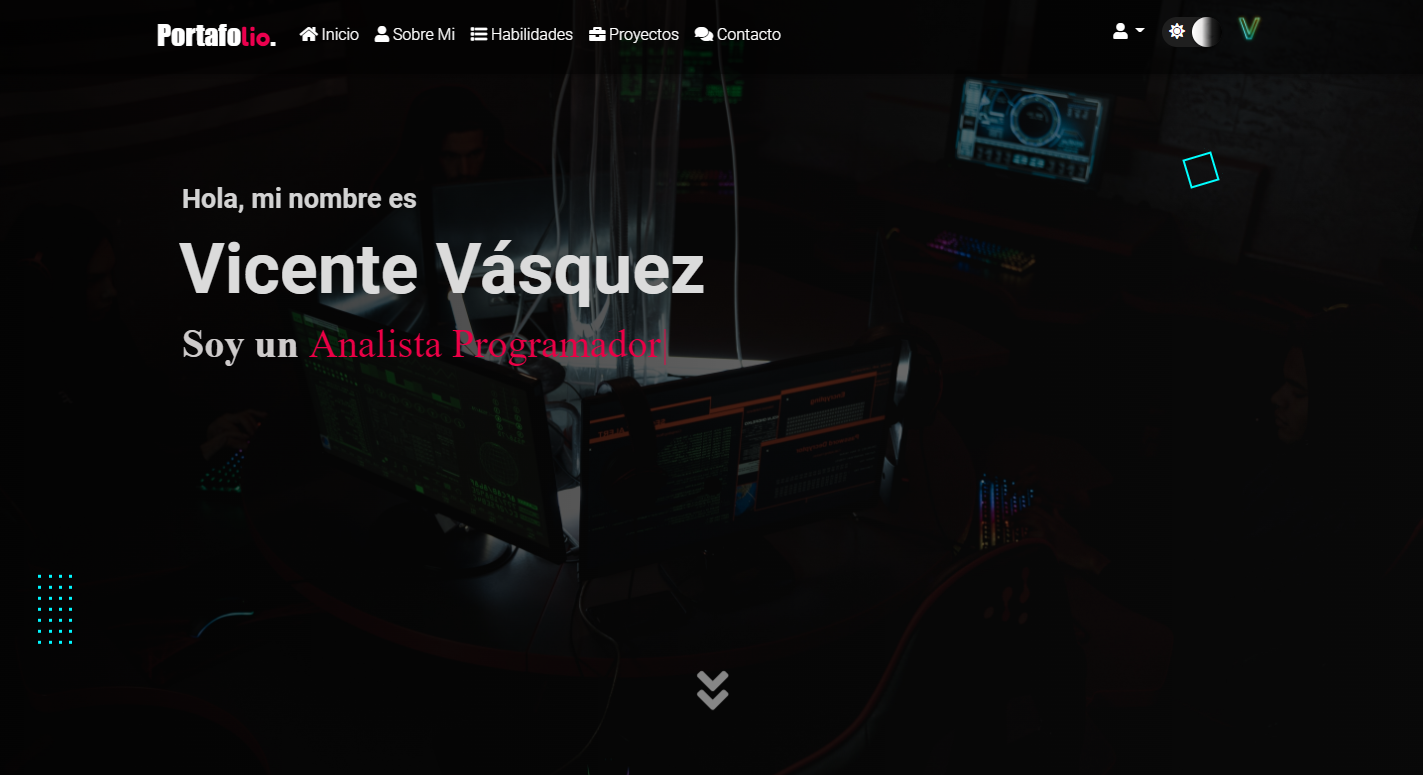 Portafolio. Inicio Sobre Mi Habilidades Proyectos Contacto
V
Hola, mi nombre es
Vicente Vásquez
Soy un Analista Programador|